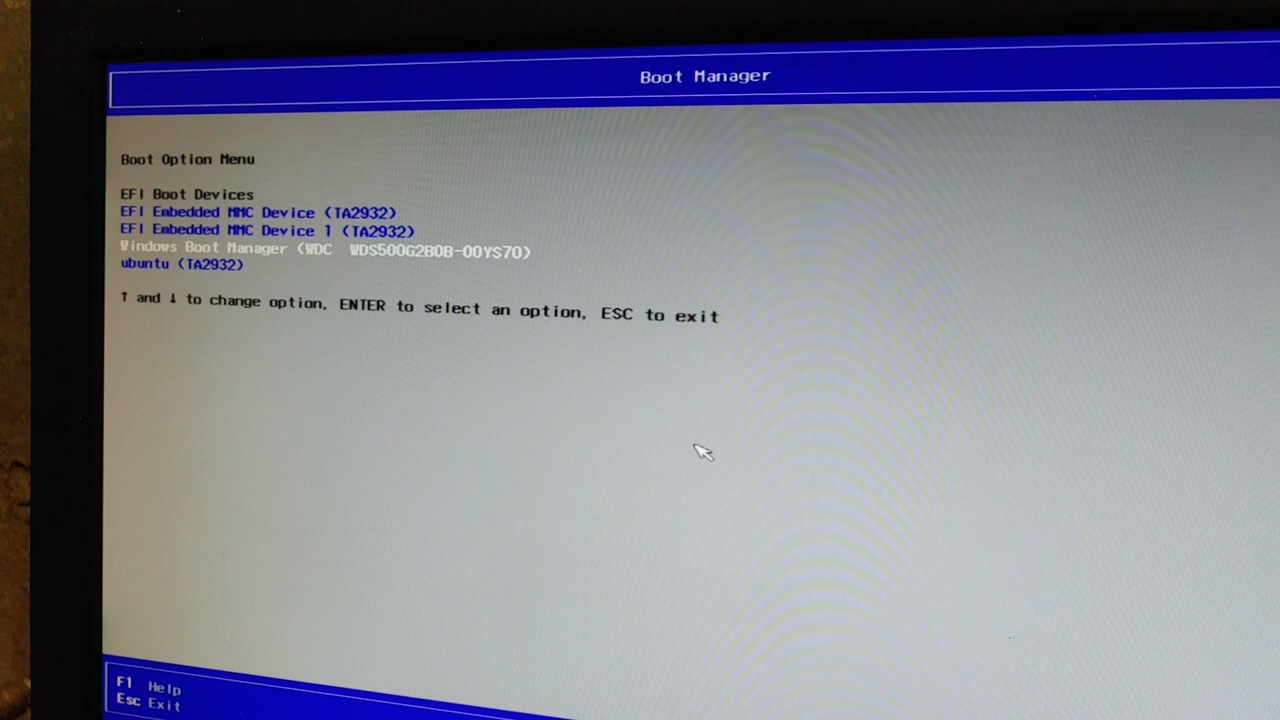 Boot Manager
Boot Option Menu
EFI Boot Devices
EFI Embedded MMC Device (TA2932)
EFI Embedded MMC Device 1 (TA2932)
Windows Boot Manager (WDC  WDS500G2B0B-00YS70)
ubuntu (TA2932)
↑ and ↓ to change option, ENTER to select an option, ESC to exit
F1 Help
Esc Exit